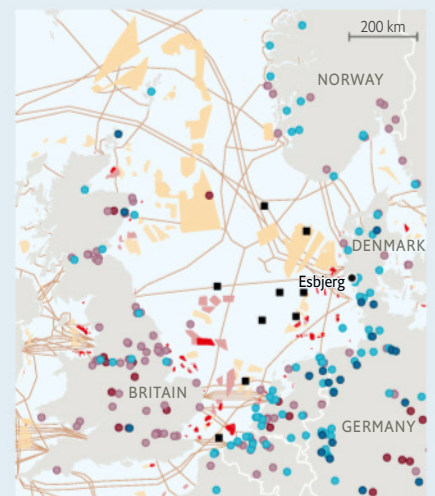 200 km
NORWAY
DENMARK
Esbjerg
BRITAIN
GERMANY